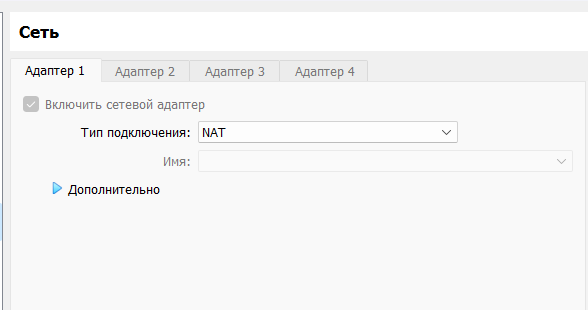 Сеть
Адаптер 1 Адаптер 2 Адаптер 3 Адаптер 4
Включить сетевой адаптер
Тип подключения: NAT
Имя:
Дополнительно